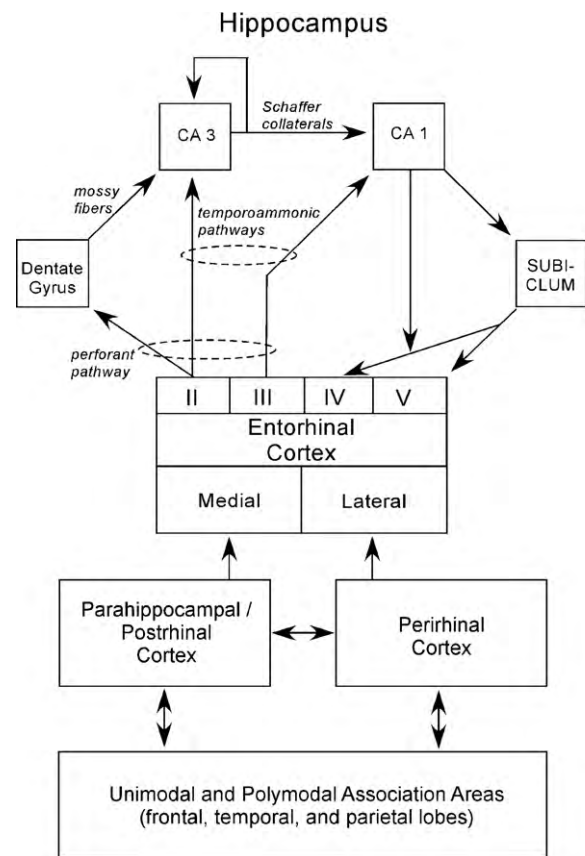 Hippocampus
Schaffer
collaterals
CA 3
CA 1
mossy
fibers
temporoammonic
pathways
Dentate
Gyrus
SUBI-
CLUM
perforant
pathway
II
III
IV
V
Entorhinal
Cortex
Medial
Lateral
Parahippocampal /
Postrhinal
Cortex
Perirhinal
Cortex
Unimodal and Polymodal Association Areas
(frontal, temporal, and parietal lobes)